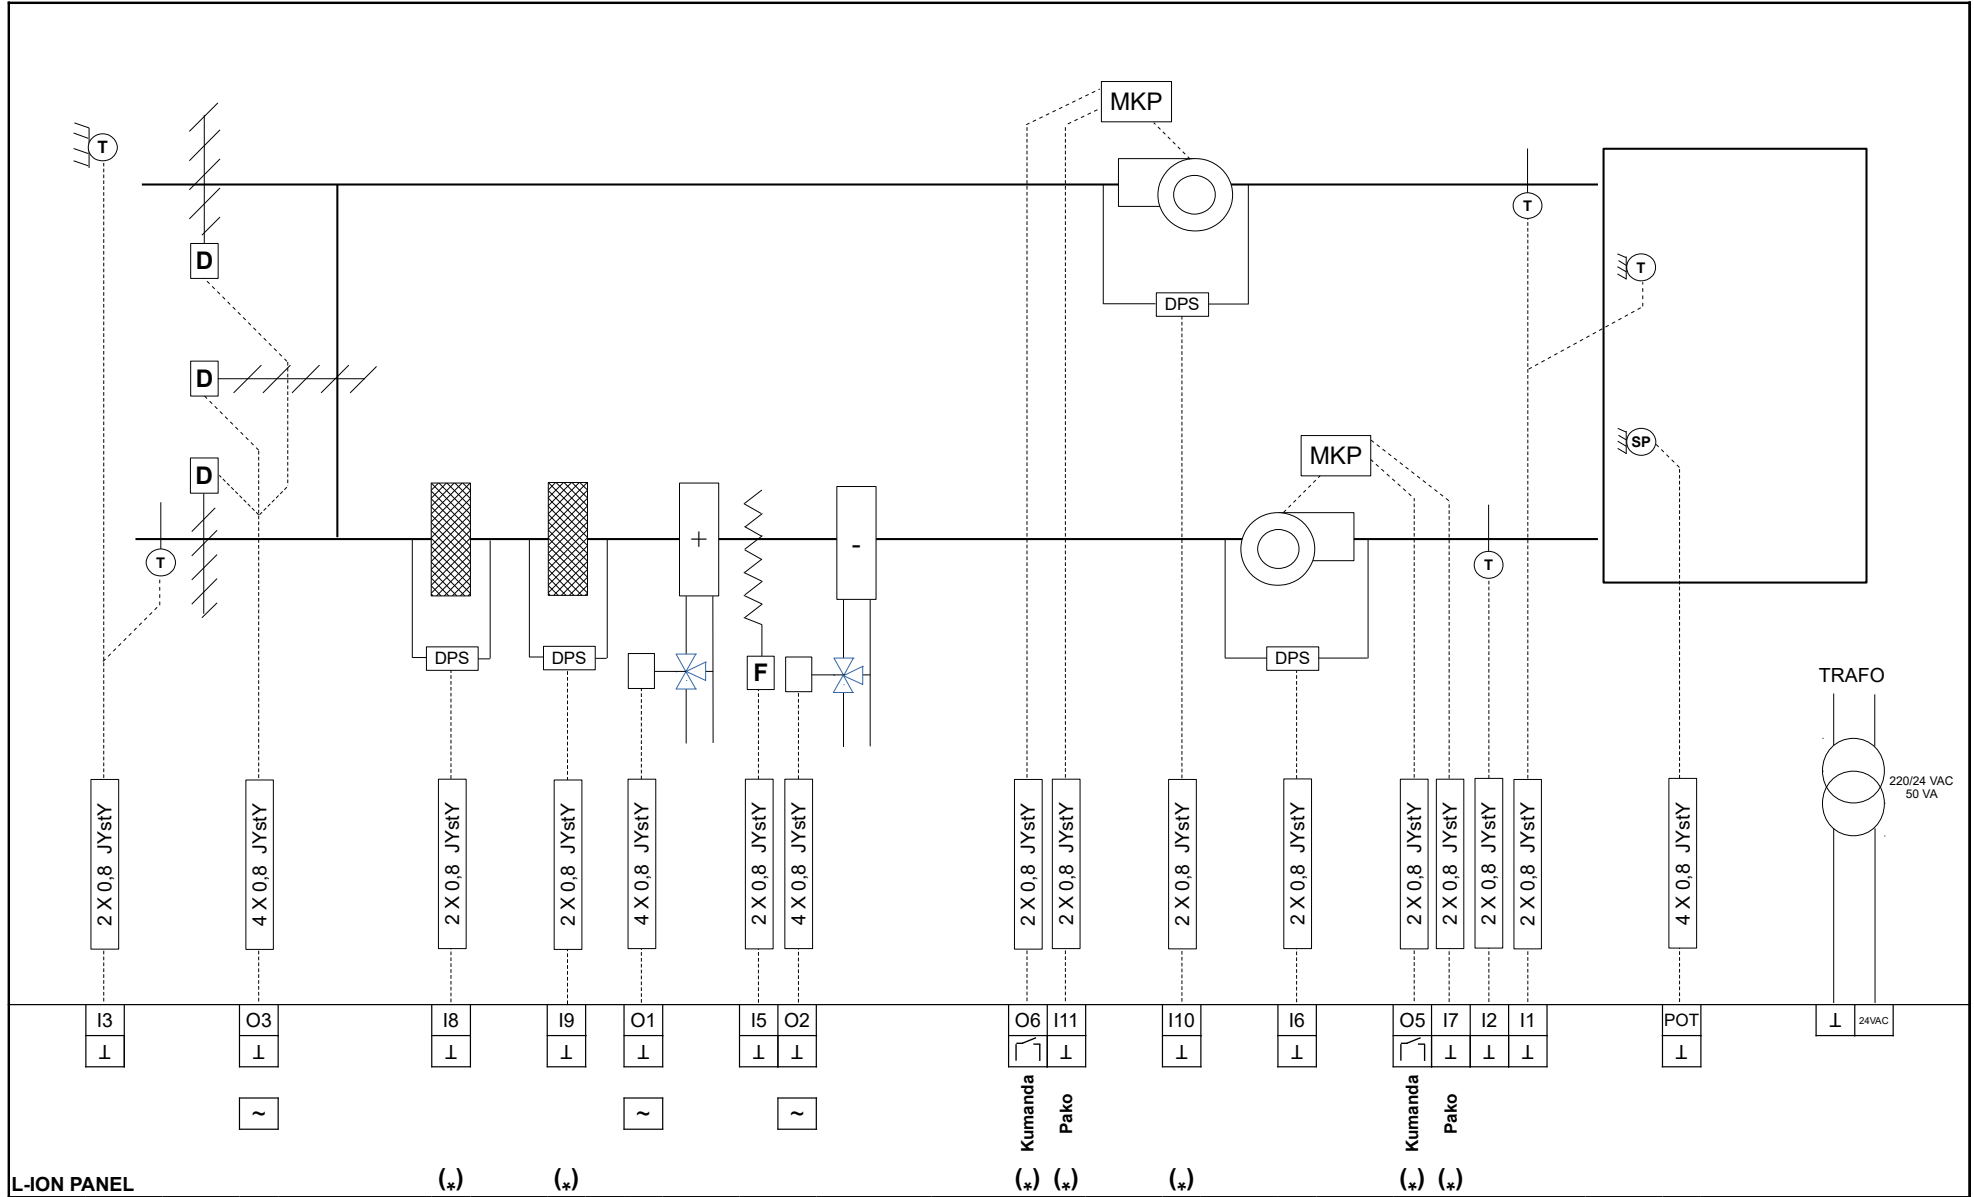 MKP
T
T
D
T
DPS
D
MKP
SP
D
T
+
-
T
DPS
DPS
DPS
F
TRAFO
220/24 VAC
50 VA
2 X 0,8 JYstY
4 X 0,8 JYstY
2 X 0,8 JYstY
2 X 0,8 JYstY
4 X 0,8 JYstY
2 X 0,8 JYstY
4 X 0,8 JYstY
2 X 0,8 JYstY
2 X 0,8 JYstY
2 X 0,8 JYstY
2 X 0,8 JYstY
2 X 0,8 JYstY
2 X 0,8 JYstY
2 X 0,8 JYstY
2 X 0,8 JYstY
4 X 0,8 JYstY
I3 O3 I8 I9 O1 I5 O2 O6 I11 I10 I6 O5 I7 I2 I1 POT ⊥ 24VAC
⊥ ⊥ ⊥ ⊥ ⊥ ⊥ ⊥ ⊥ ⊥ ⊥ ⊥ ⊥ ⊥ ⊥
~ ~ ~
Kumanda
Pako
Kumanda
Pako
L-ION PANEL (*) (*) (*) (*) (*) (*) (*)